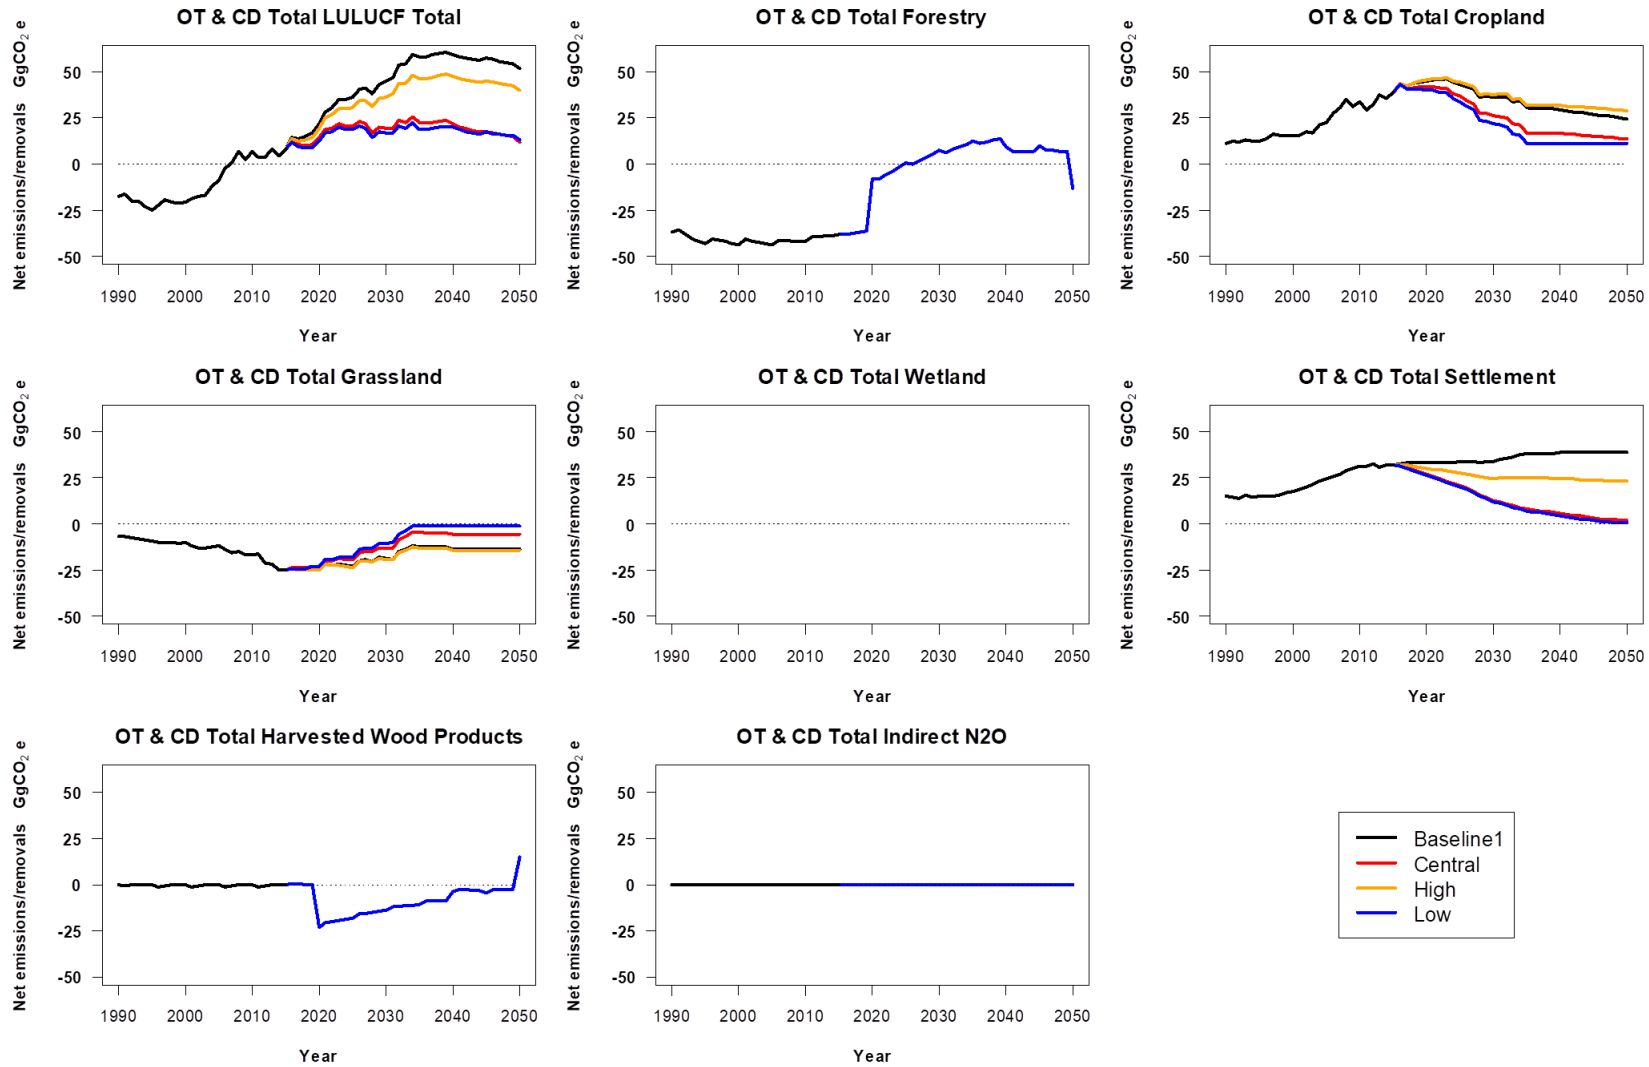 OT & CD Total LULUCF Total
Net emissions/removals GgCO2 e
50
25
0
-25
-50
1990 2000 2010 2020 2030 2040 2050
Year
OT & CD Total Forestry
Net emissions/removals GgCO2 e
50
25
0
-25
-50
1990 2000 2010 2020 2030 2040 2050
Year
OT & CD Total Cropland
Net emissions/removals GgCO2 e
50
25
0
-25
-50
1990 2000 2010 2020 2030 2040 2050
Year
OT & CD Total Grassland
Net emissions/removals GgCO2 e
50
25
0
-25
-50
1990 2000 2010 2020 2030 2040 2050
Year
OT & CD Total Wetland
Net emissions/removals GgCO2 e
50
25
0
-25
-50
1990 2000 2010 2020 2030 2040 2050
Year
OT & CD Total Settlement
Net emissions/removals GgCO2 e
50
25
0
-25
-50
1990 2000 2010 2020 2030 2040 2050
Year
OT & CD Total Harvested Wood Products
Net emissions/removals GgCO2 e
50
25
0
-25
-50
1990 2000 2010 2020 2030 2040 2050
Year
OT & CD Total Indirect N2O
Net emissions/removals GgCO2 e
50
25
0
-25
-50
1990 2000 2010 2020 2030 2040 2050
Year
Baseline1
Central
High
Low